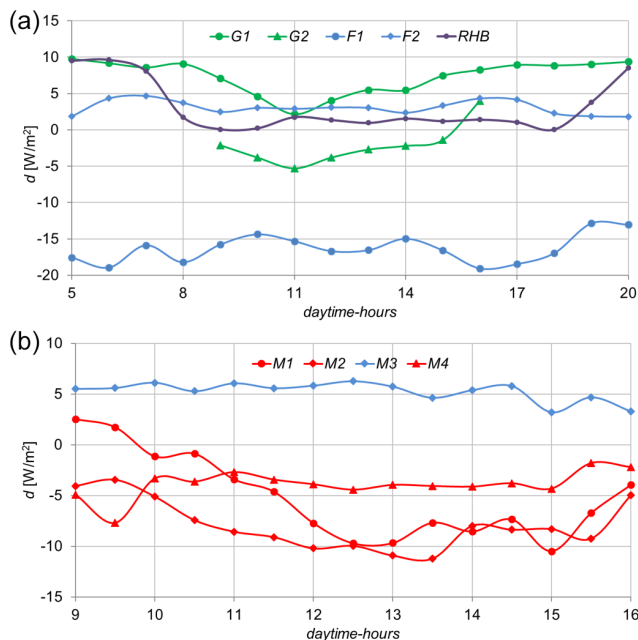 (a)
G1 G2 F1 F2 RHB
15
10
5
0
-5
-10
-15
-20
d [W/m²]
5 8 11 14 17 20
daytime-hours
(b)
M1 M2 M3 M4
10
5
0
-5
-10
-15
d [W/m²]
9 10 11 12 13 14 15 16
daytime-hours